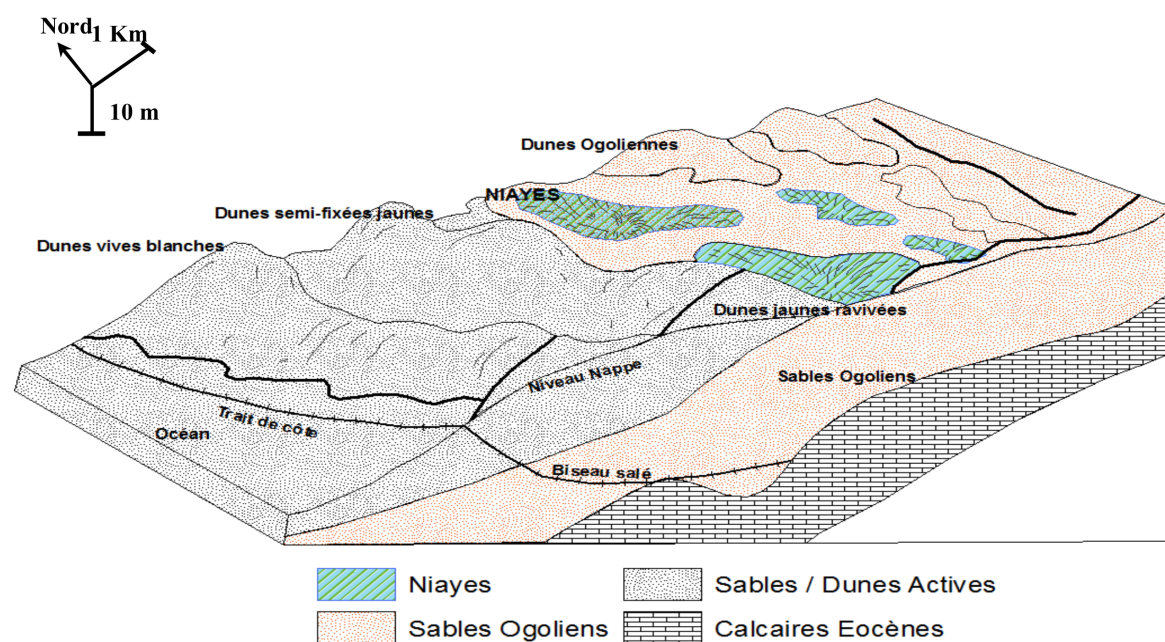 Nord
1 Km
10 m
Dunes Ogoliennes
NIAYES
Dunes semi-fixées jaunes
Dunes vives blanches
Dunes jaunes ravivées
Niveau Nappe
Sables Ogoliens
Trait de côte
Océan
Biseau salé
Niayes
Sables / Dunes Actives
Sables Ogoliens
Calcaires Eocènes